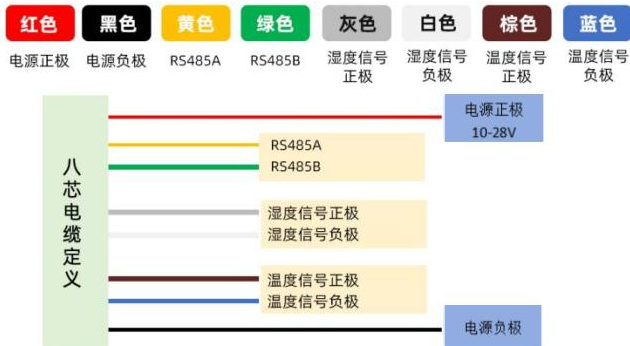 红色 黑色 黄色 绿色 灰色 白色 棕色 蓝色
电源正极 电源负极 RS485A RS485B 湿度信号正极 湿度信号负极 温度信号正极 温度信号负极
八芯电缆定义
电源正极
10-28V
RS485A
RS485B
湿度信号正极
湿度信号负极
温度信号正极
温度信号负极
电源负极